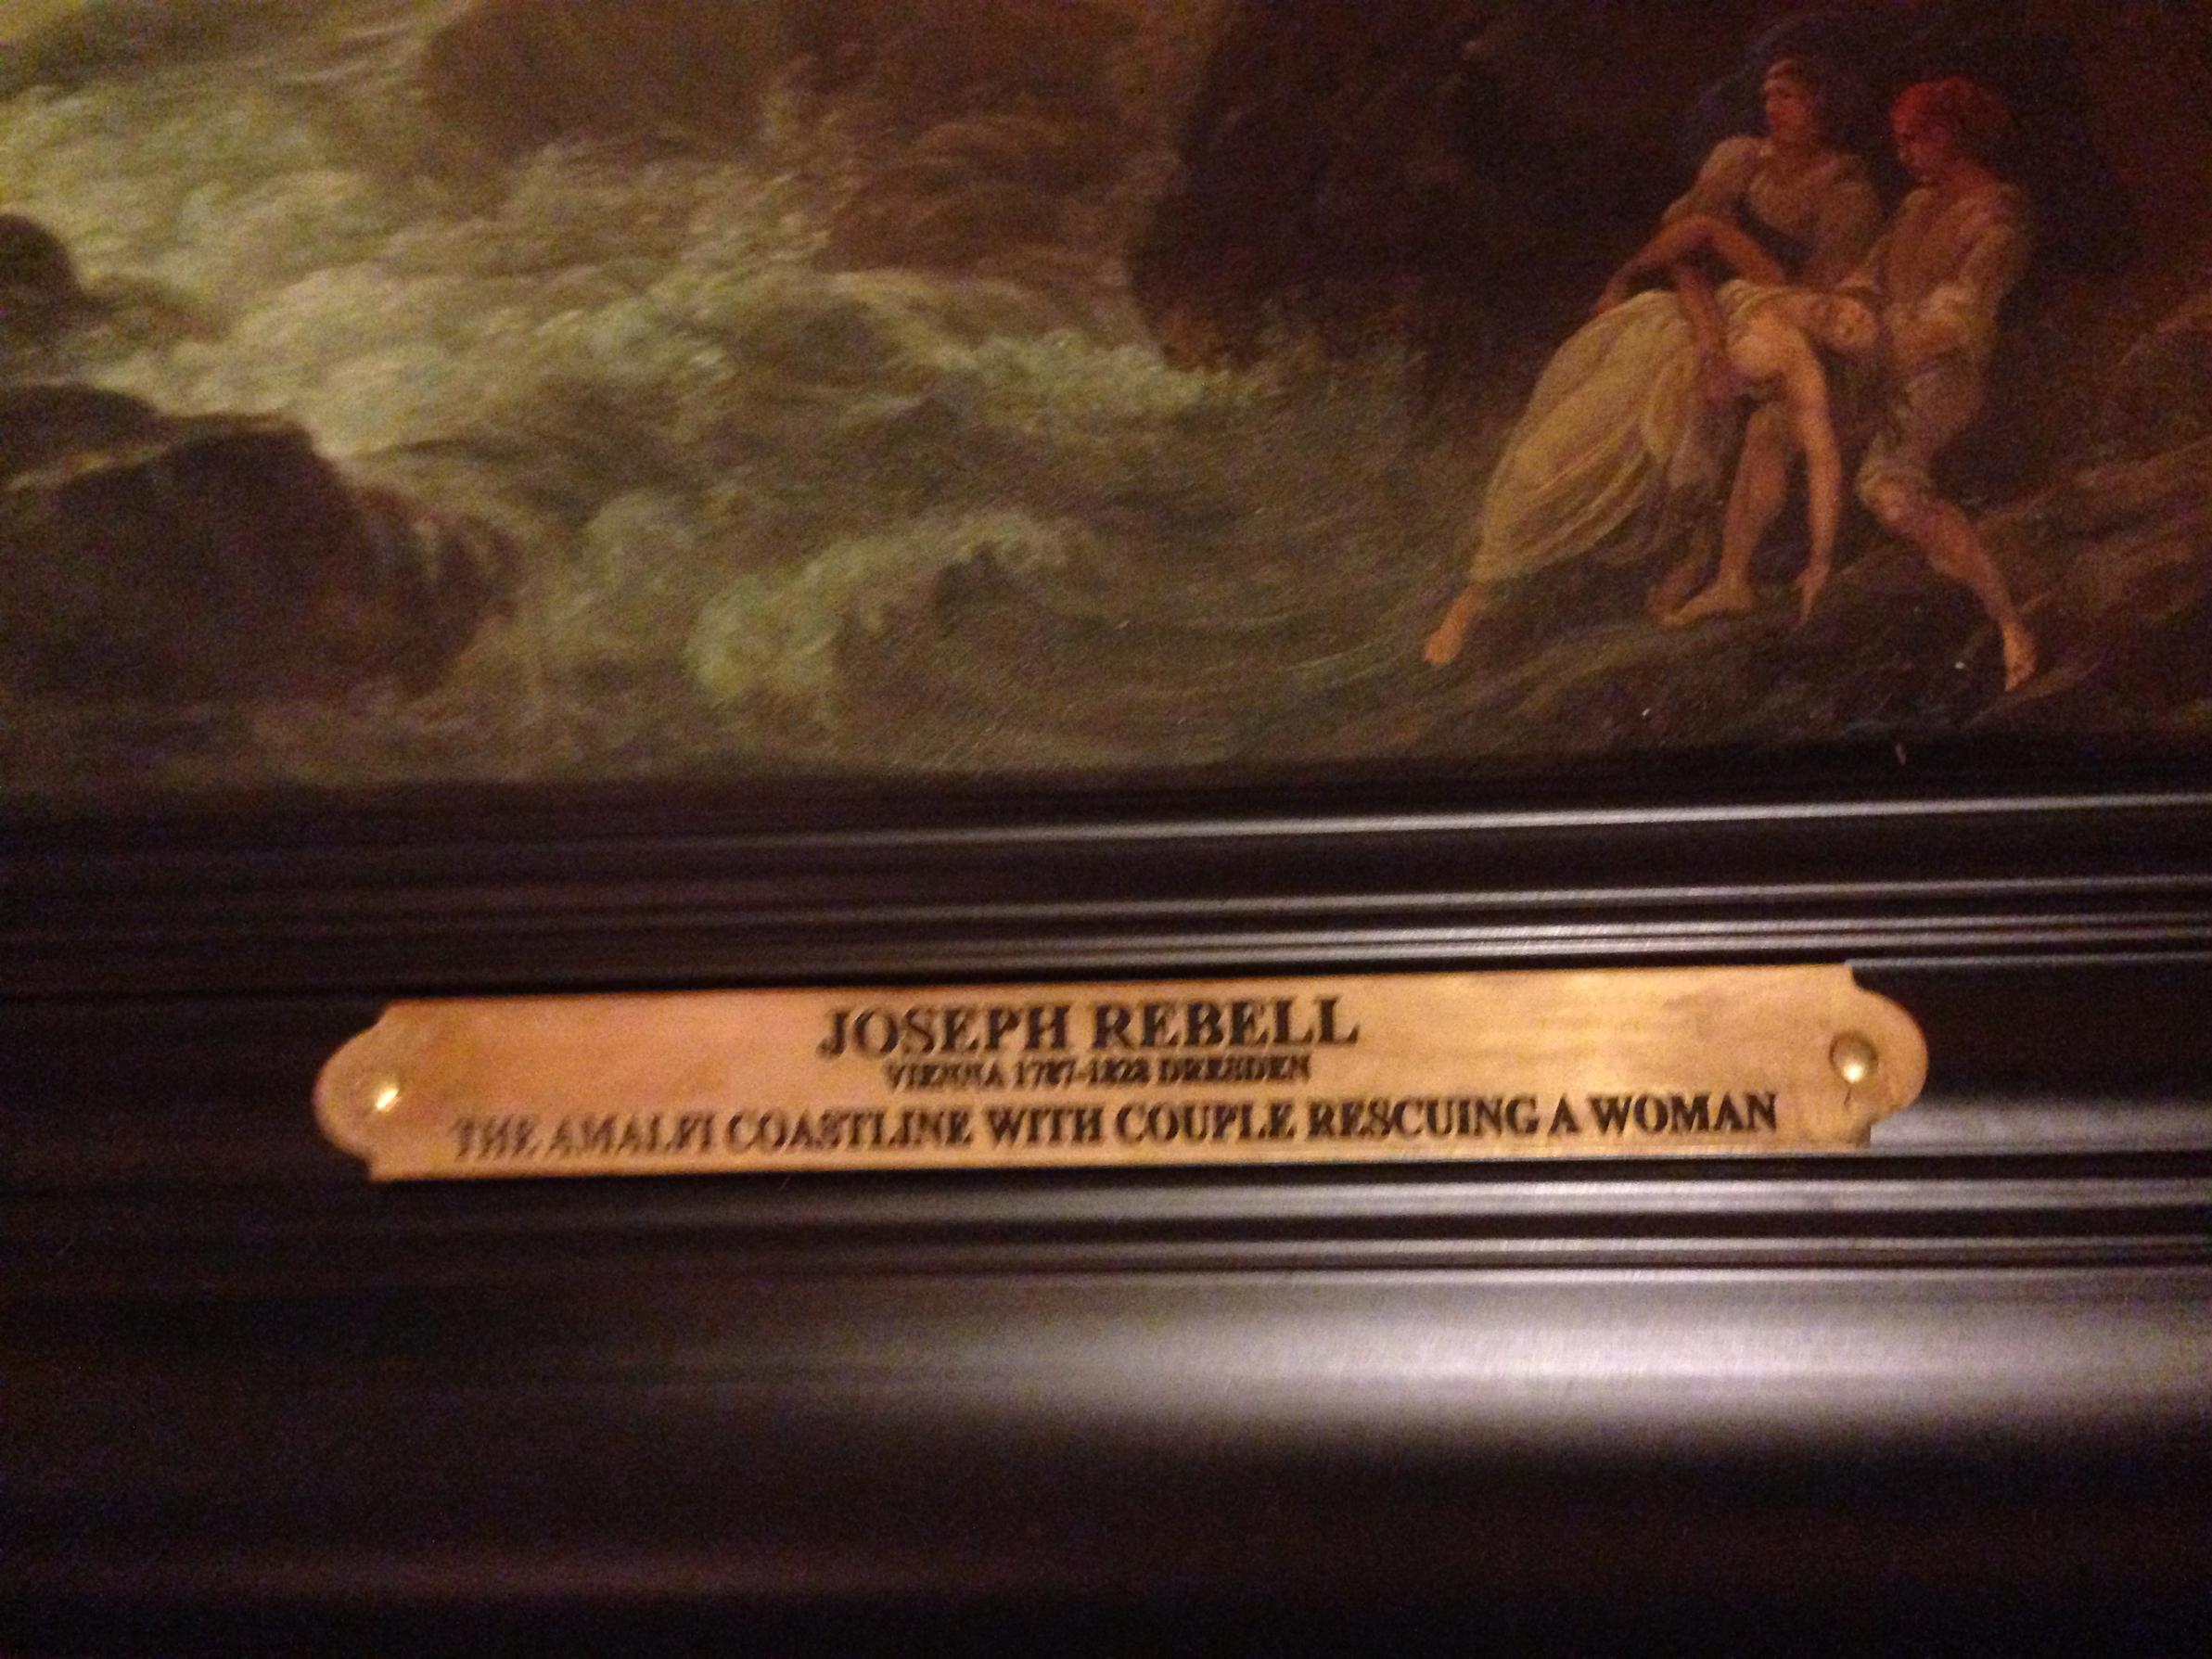 JOSEPH REBELL
VIENNA 1787-1828 DRESDEN
THE AMALFI COASTLINE WITH COUPLE RESCUING A WOMAN